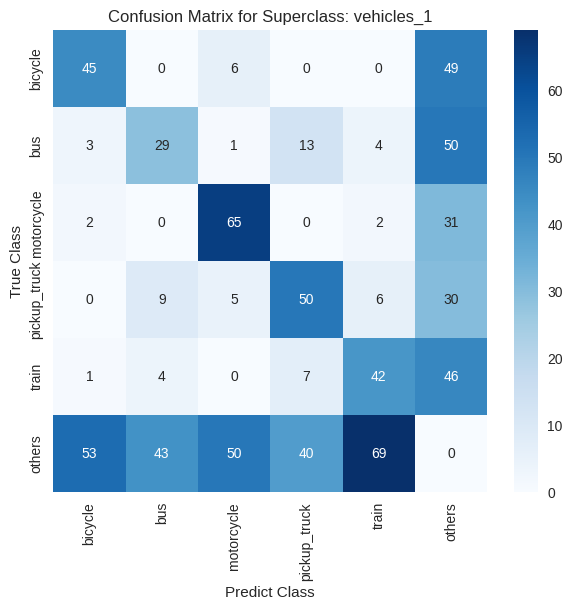 Confusion Matrix for Superclass: vehicles_1
True Class
bicycle 45 0 6 0 0 49
bus 3 29 1 13 4 50
motorcycle 2 0 65 0 2 31
pickup_truck 0 9 5 50 6 30
train 1 4 0 7 42 46
others 53 43 50 40 69 0
bicycle bus motorcycle pickup_truck train others
Predict Class
60
50
40
30
20
10
0